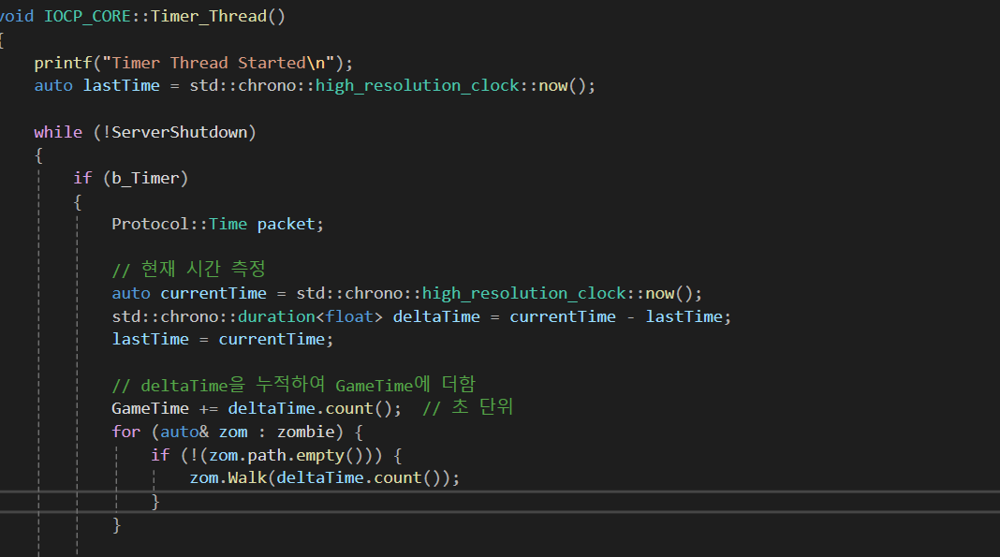 void IOCP_CORE::Timer_Thread()
{
printf("Timer Thread Started\n");
auto lastTime = std::chrono::high_resolution_clock::now();
while (!ServerShutdown)
{
if (b_Timer)
{
Protocol::Time packet;
// 현재 시간 측정
auto currentTime = std::chrono::high_resolution_clock::now();
std::chrono::duration<float> deltaTime = currentTime - lastTime;
lastTime = currentTime;
// deltaTime을 누적하여 GameTime에 더함
GameTime += deltaTime.count(); // 초 단위
for (auto& zom : zombie) {
if (!(zom.path.empty())) {
zom.Walk(deltaTime.count());
}
}